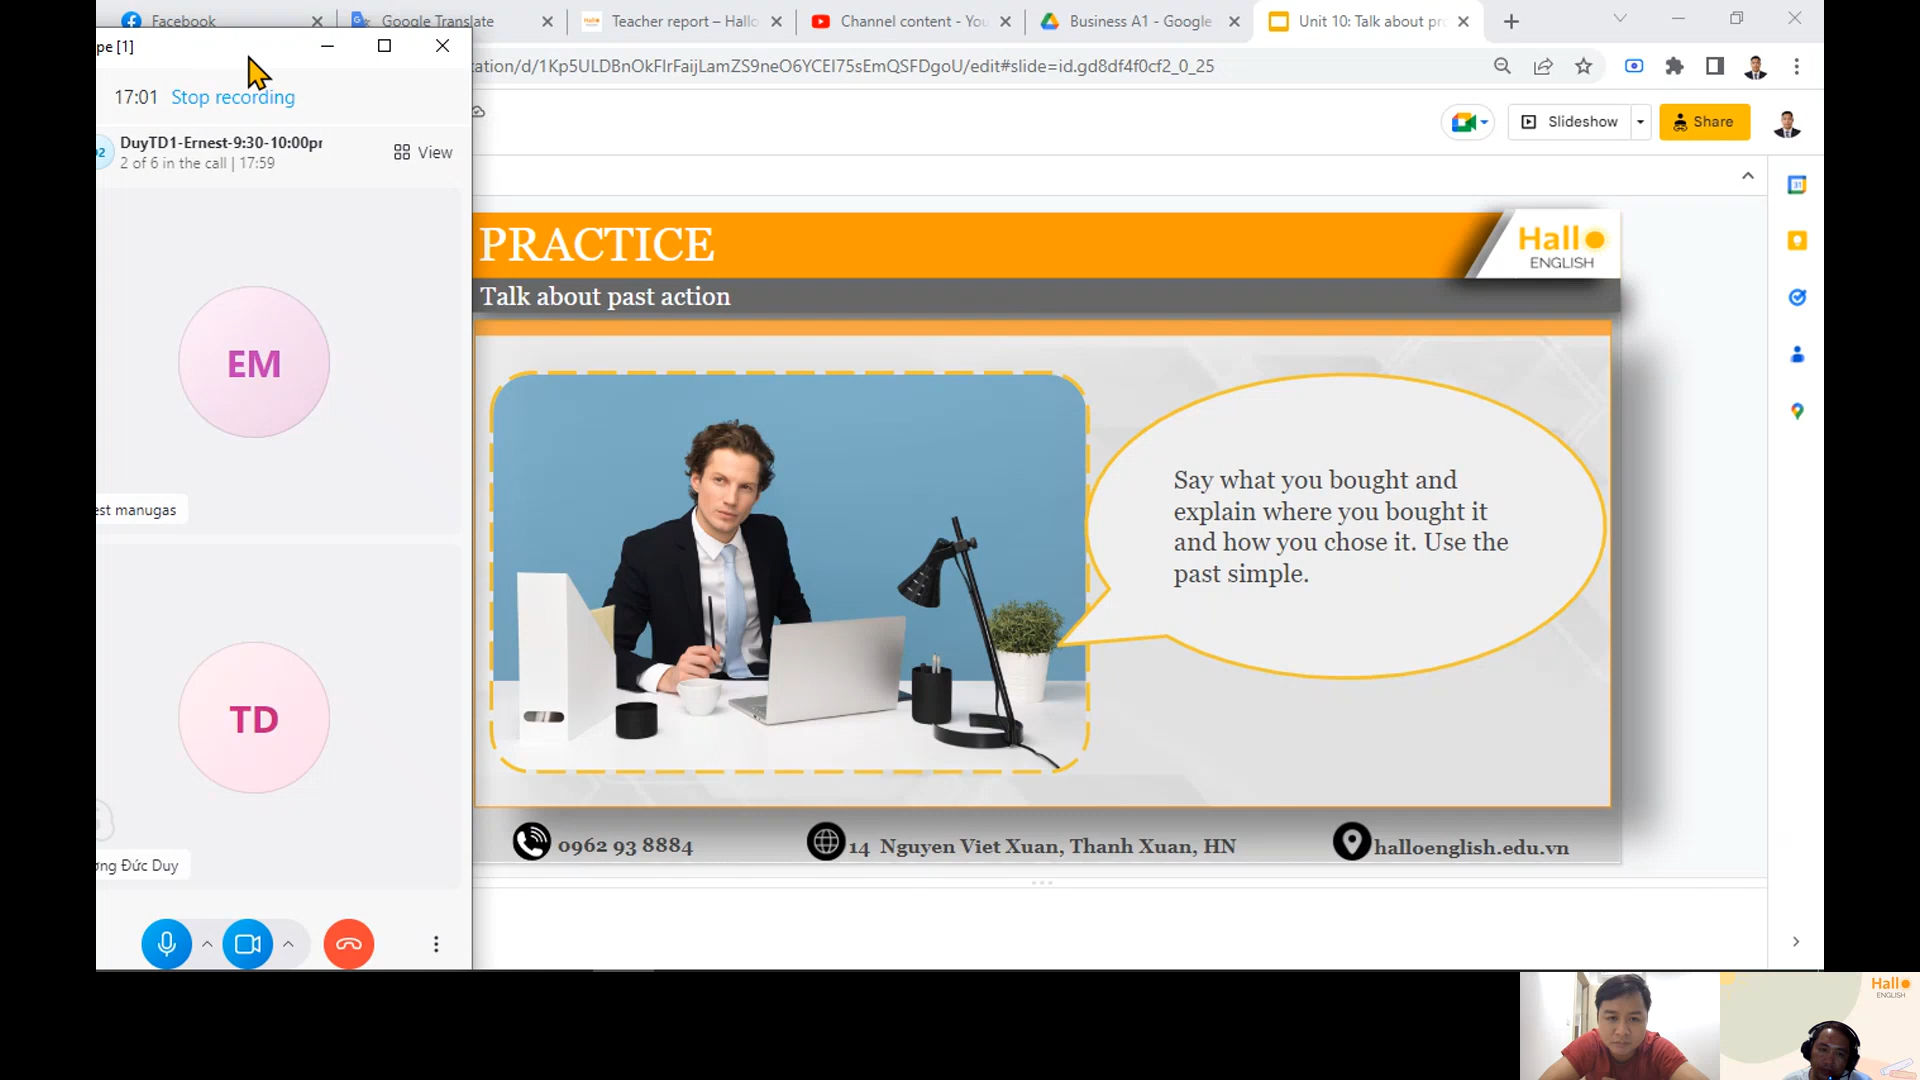 Facebook
Google Translate
Teacher report – Hallo
Channel content - You
Business A1 - Google
Unit 10: Talk about pr
pe [1]
ation/d/1Kp5ULDBnOkFIrFaijLamZS9neO6YCEI75sEmQSFDgoU/edit#slide=id.gd8df4f0cf2_0_25
17:01 Stop recording
Slideshow
Share
DuyTD1-Ernest-9:30-10:00pr
2 of 6 in the call | 17:59
View
EM
est manugas
TD
ơng Đức Duy
PRACTICE
Hallo
ENGLISH
Talk about past action
Say what you bought and
explain where you bought it
and how you chose it. Use the
past simple.
0962 93 8884
14 Nguyen Viet Xuan, Thanh Xuan, HN
halloenglish.edu.vn
Hallo
ENGLISH